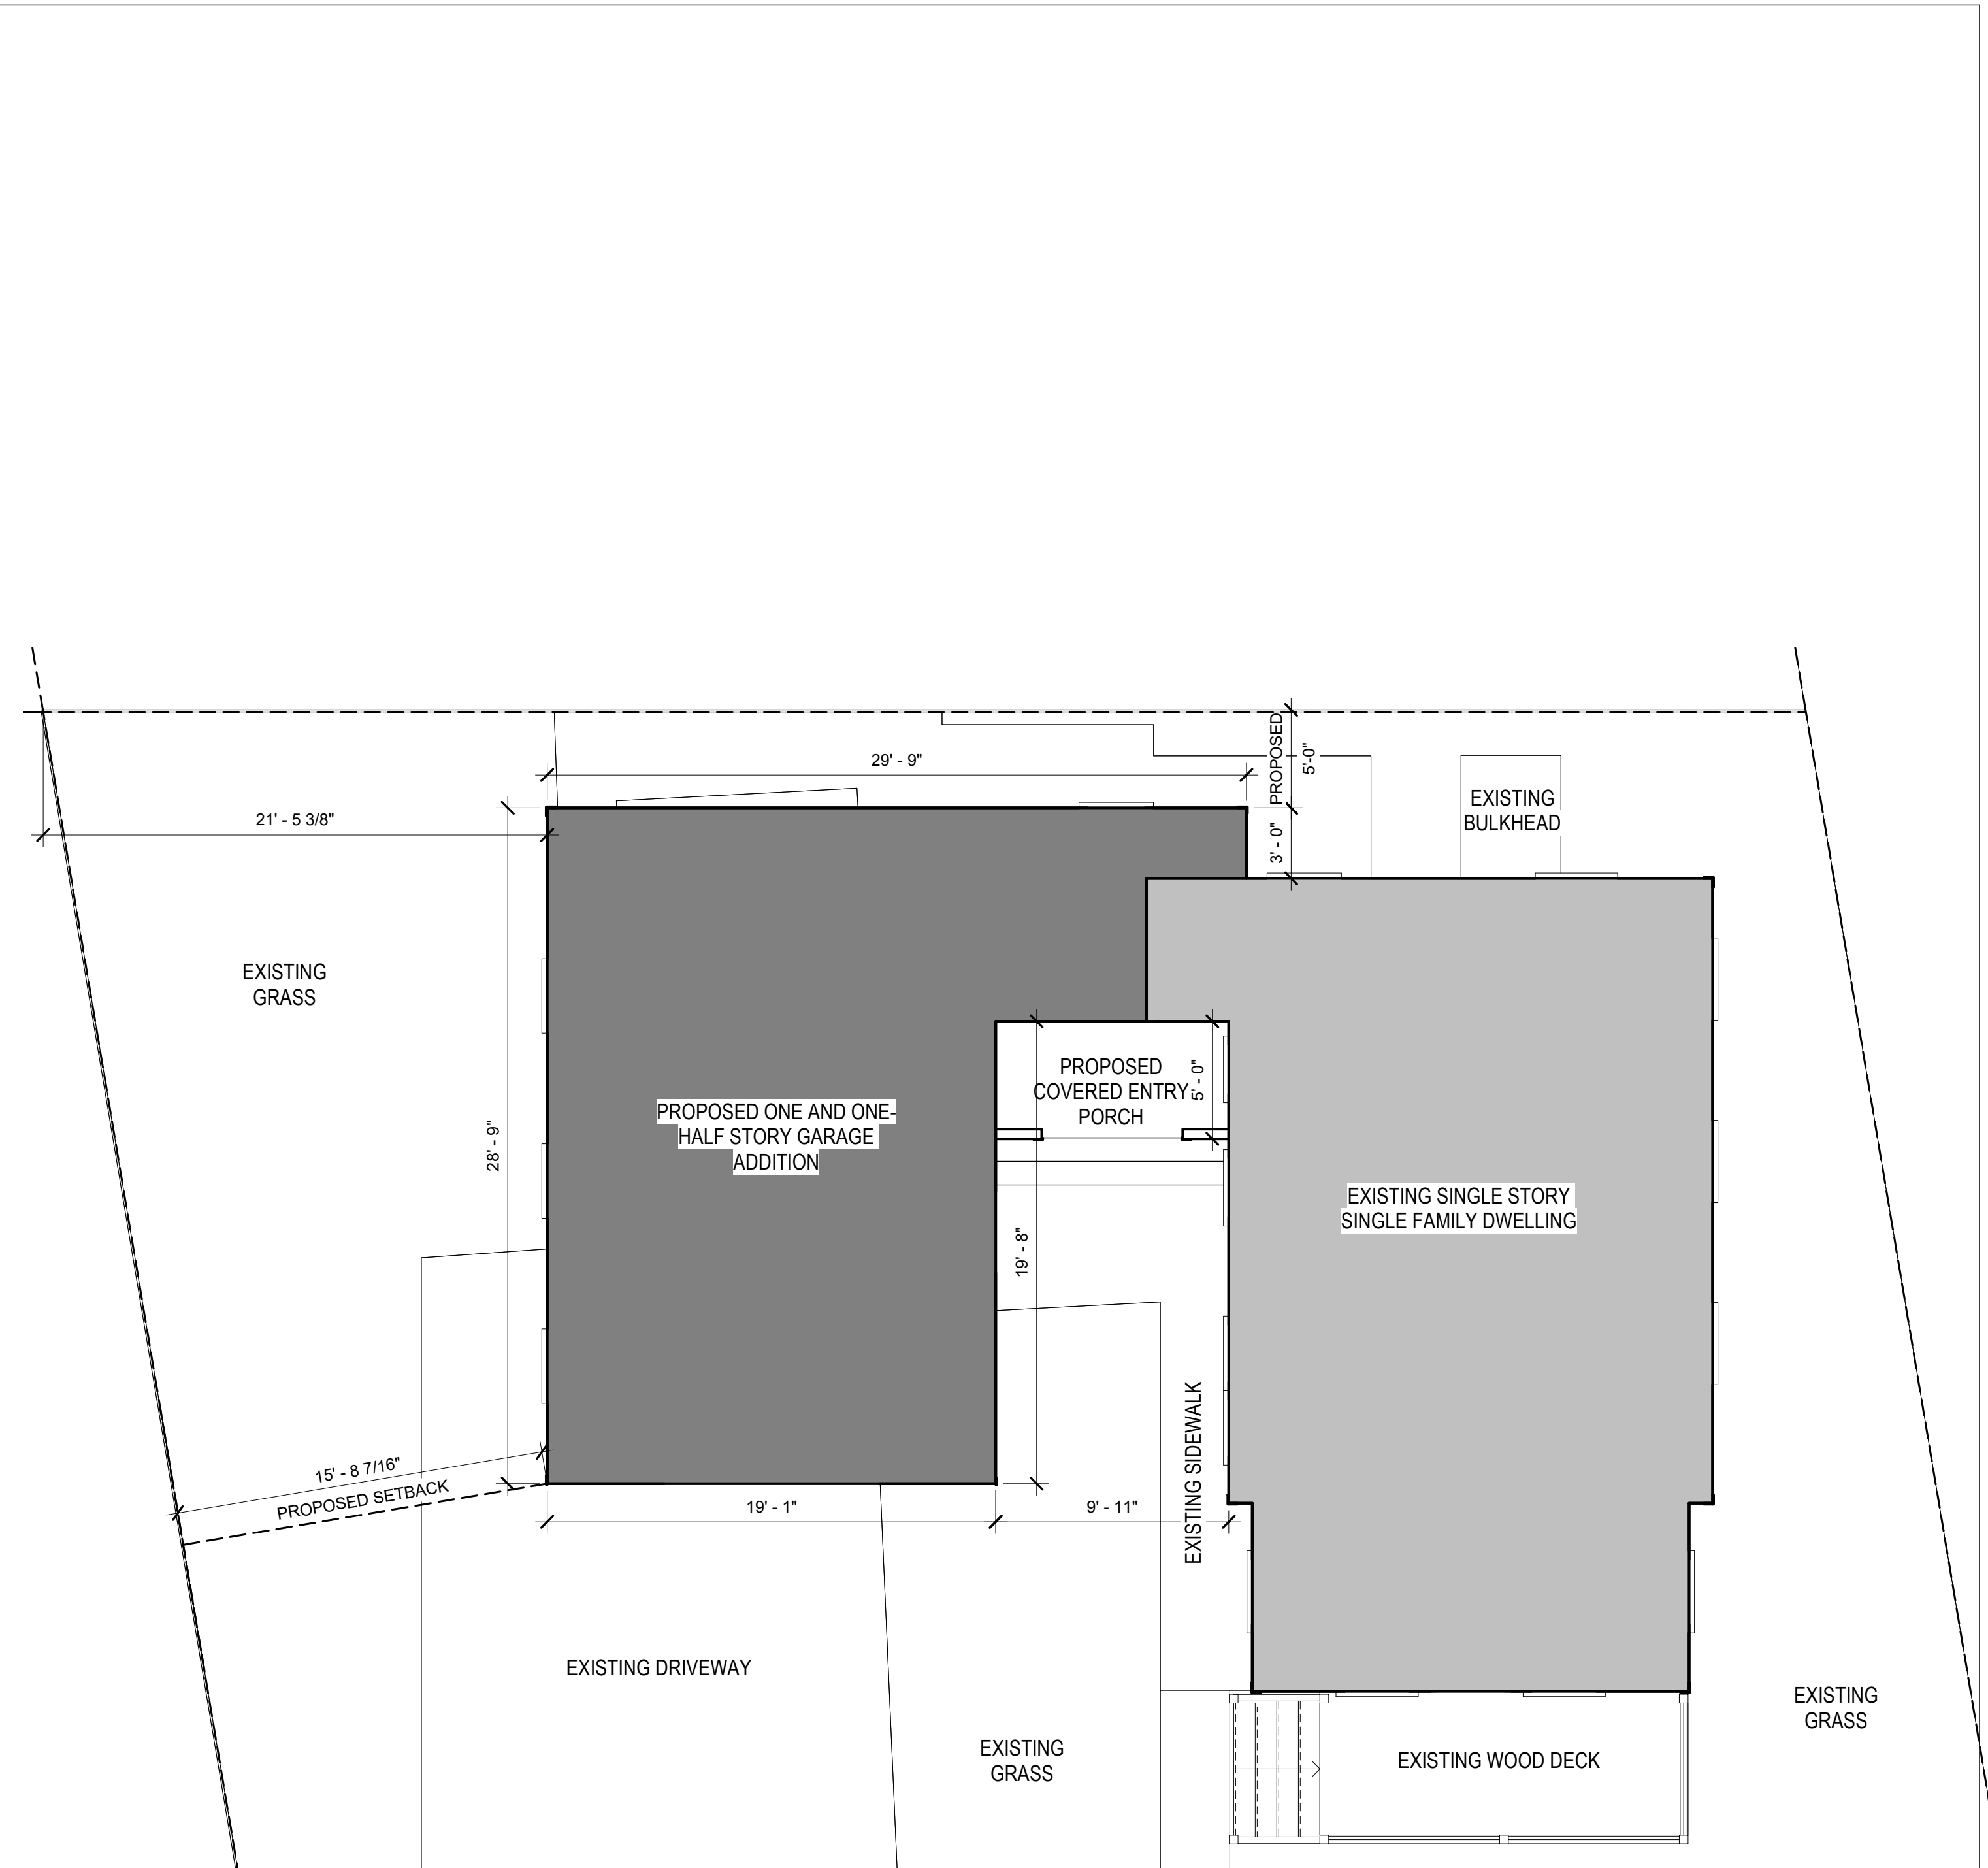 PROPOSED
5'-0"
29' - 9"
21' - 5 3/8"
3' - 0"
EXISTING
BULKHEAD
EXISTING
GRASS
PROPOSED
COVERED ENTRY
PORCH
5' - 0"
PROPOSED ONE AND ONE-
HALF STORY GARAGE
ADDITION
28' - 9"
EXISTING SINGLE STORY
SINGLE FAMILY DWELLING
19' - 8"
EXISTING SIDEWALK
15' - 8 7/16"
PROPOSED SETBACK
19' - 1"
9' - 11"
EXISTING DRIVEWAY
EXISTING
GRASS
EXISTING WOOD DECK
EXISTING
GRASS